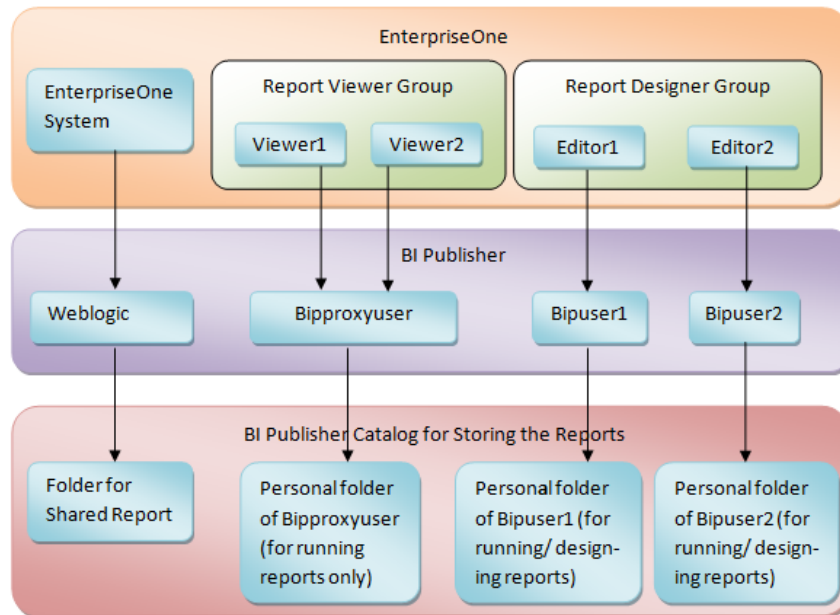 EnterpriseOne
EnterpriseOne
System
Report Viewer Group
Viewer1
Viewer2
Report Designer Group
Editor1
Editor2
BI Publisher
Weblogic
Bipproxyuser
Bipuser1
Bipuser2
BI Publisher Catalog for Storing the Reports
Folder for
Shared Report
Personal folder
of Bipproxyuser
(for running
reports only)
Personal folder
of Bipuser1 (for
running/ design-
ing reports)
Personal folder
of Bipuser2 (for
running/ design-
ing reports)